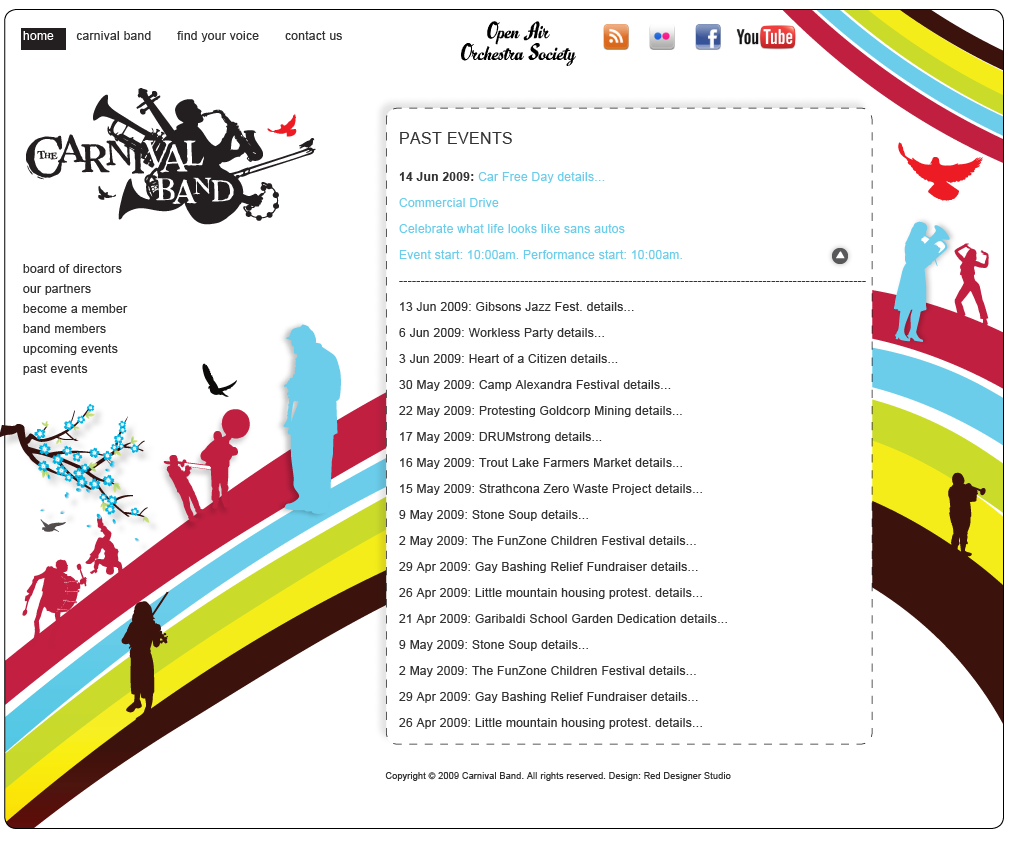 home carnival band find your voice contact us
Open Air
Orchestra Society
You Tube
THE CARNIVAL
THE BAND
board of directors
our partners
become a member
band members
upcoming events
past events
PAST EVENTS
14 Jun 2009: Car Free Day details...
Commercial Drive
Celebrate what life looks like sans autos
Event start: 10:00am. Performance start: 10:00am.
13 Jun 2009: Gibsons Jazz Fest. details...
6 Jun 2009: Workless Party details...
3 Jun 2009: Heart of a Citizen details...
30 May 2009: Camp Alexandra Festival details...
22 May 2009: Protesting Goldcorp Mining details...
17 May 2009: DRUMstrong details...
16 May 2009: Trout Lake Farmers Market details...
15 May 2009: Strathcona Zero Waste Project details...
9 May 2009: Stone Soup details...
2 May 2009: The FunZone Children Festival details...
29 Apr 2009: Gay Bashing Relief Fundraiser details...
26 Apr 2009: Little mountain housing protest. details...
21 Apr 2009: Garibaldi School Garden Dedication details...
9 May 2009: Stone Soup details...
2 May 2009: The FunZone Children Festival details...
29 Apr 2009: Gay Bashing Relief Fundraiser details...
26 Apr 2009: Little mountain housing protest. details...
Copyright © 2009 Carnival Band. All rights reserved. Design: Red Designer Studio